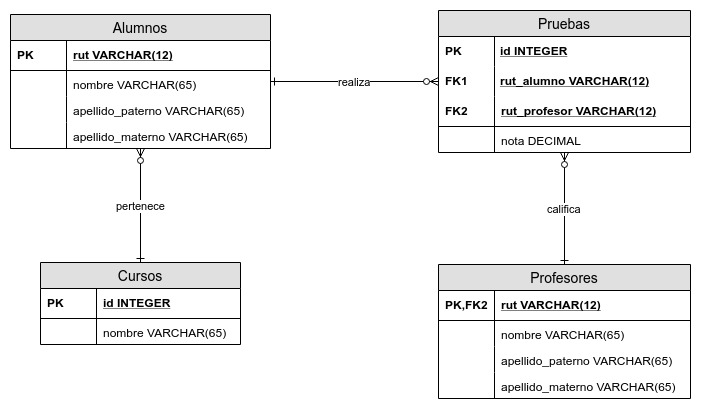 Alumnos
PK rut VARCHAR(12)
nombre VARCHAR(65)
apellido_paterno VARCHAR(65)
apellido_materno VARCHAR(65)
realiza
Pruebas
PK id INTEGER
FK1 rut_alumno VARCHAR(12)
FK2 rut_profesor VARCHAR(12)
nota DECIMAL
pertenece
califica
Cursos
PK id INTEGER
nombre VARCHAR(65)
Profesores
PK,FK2 rut VARCHAR(12)
nombre VARCHAR(65)
apellido_paterno VARCHAR(65)
apellido_materno VARCHAR(65)